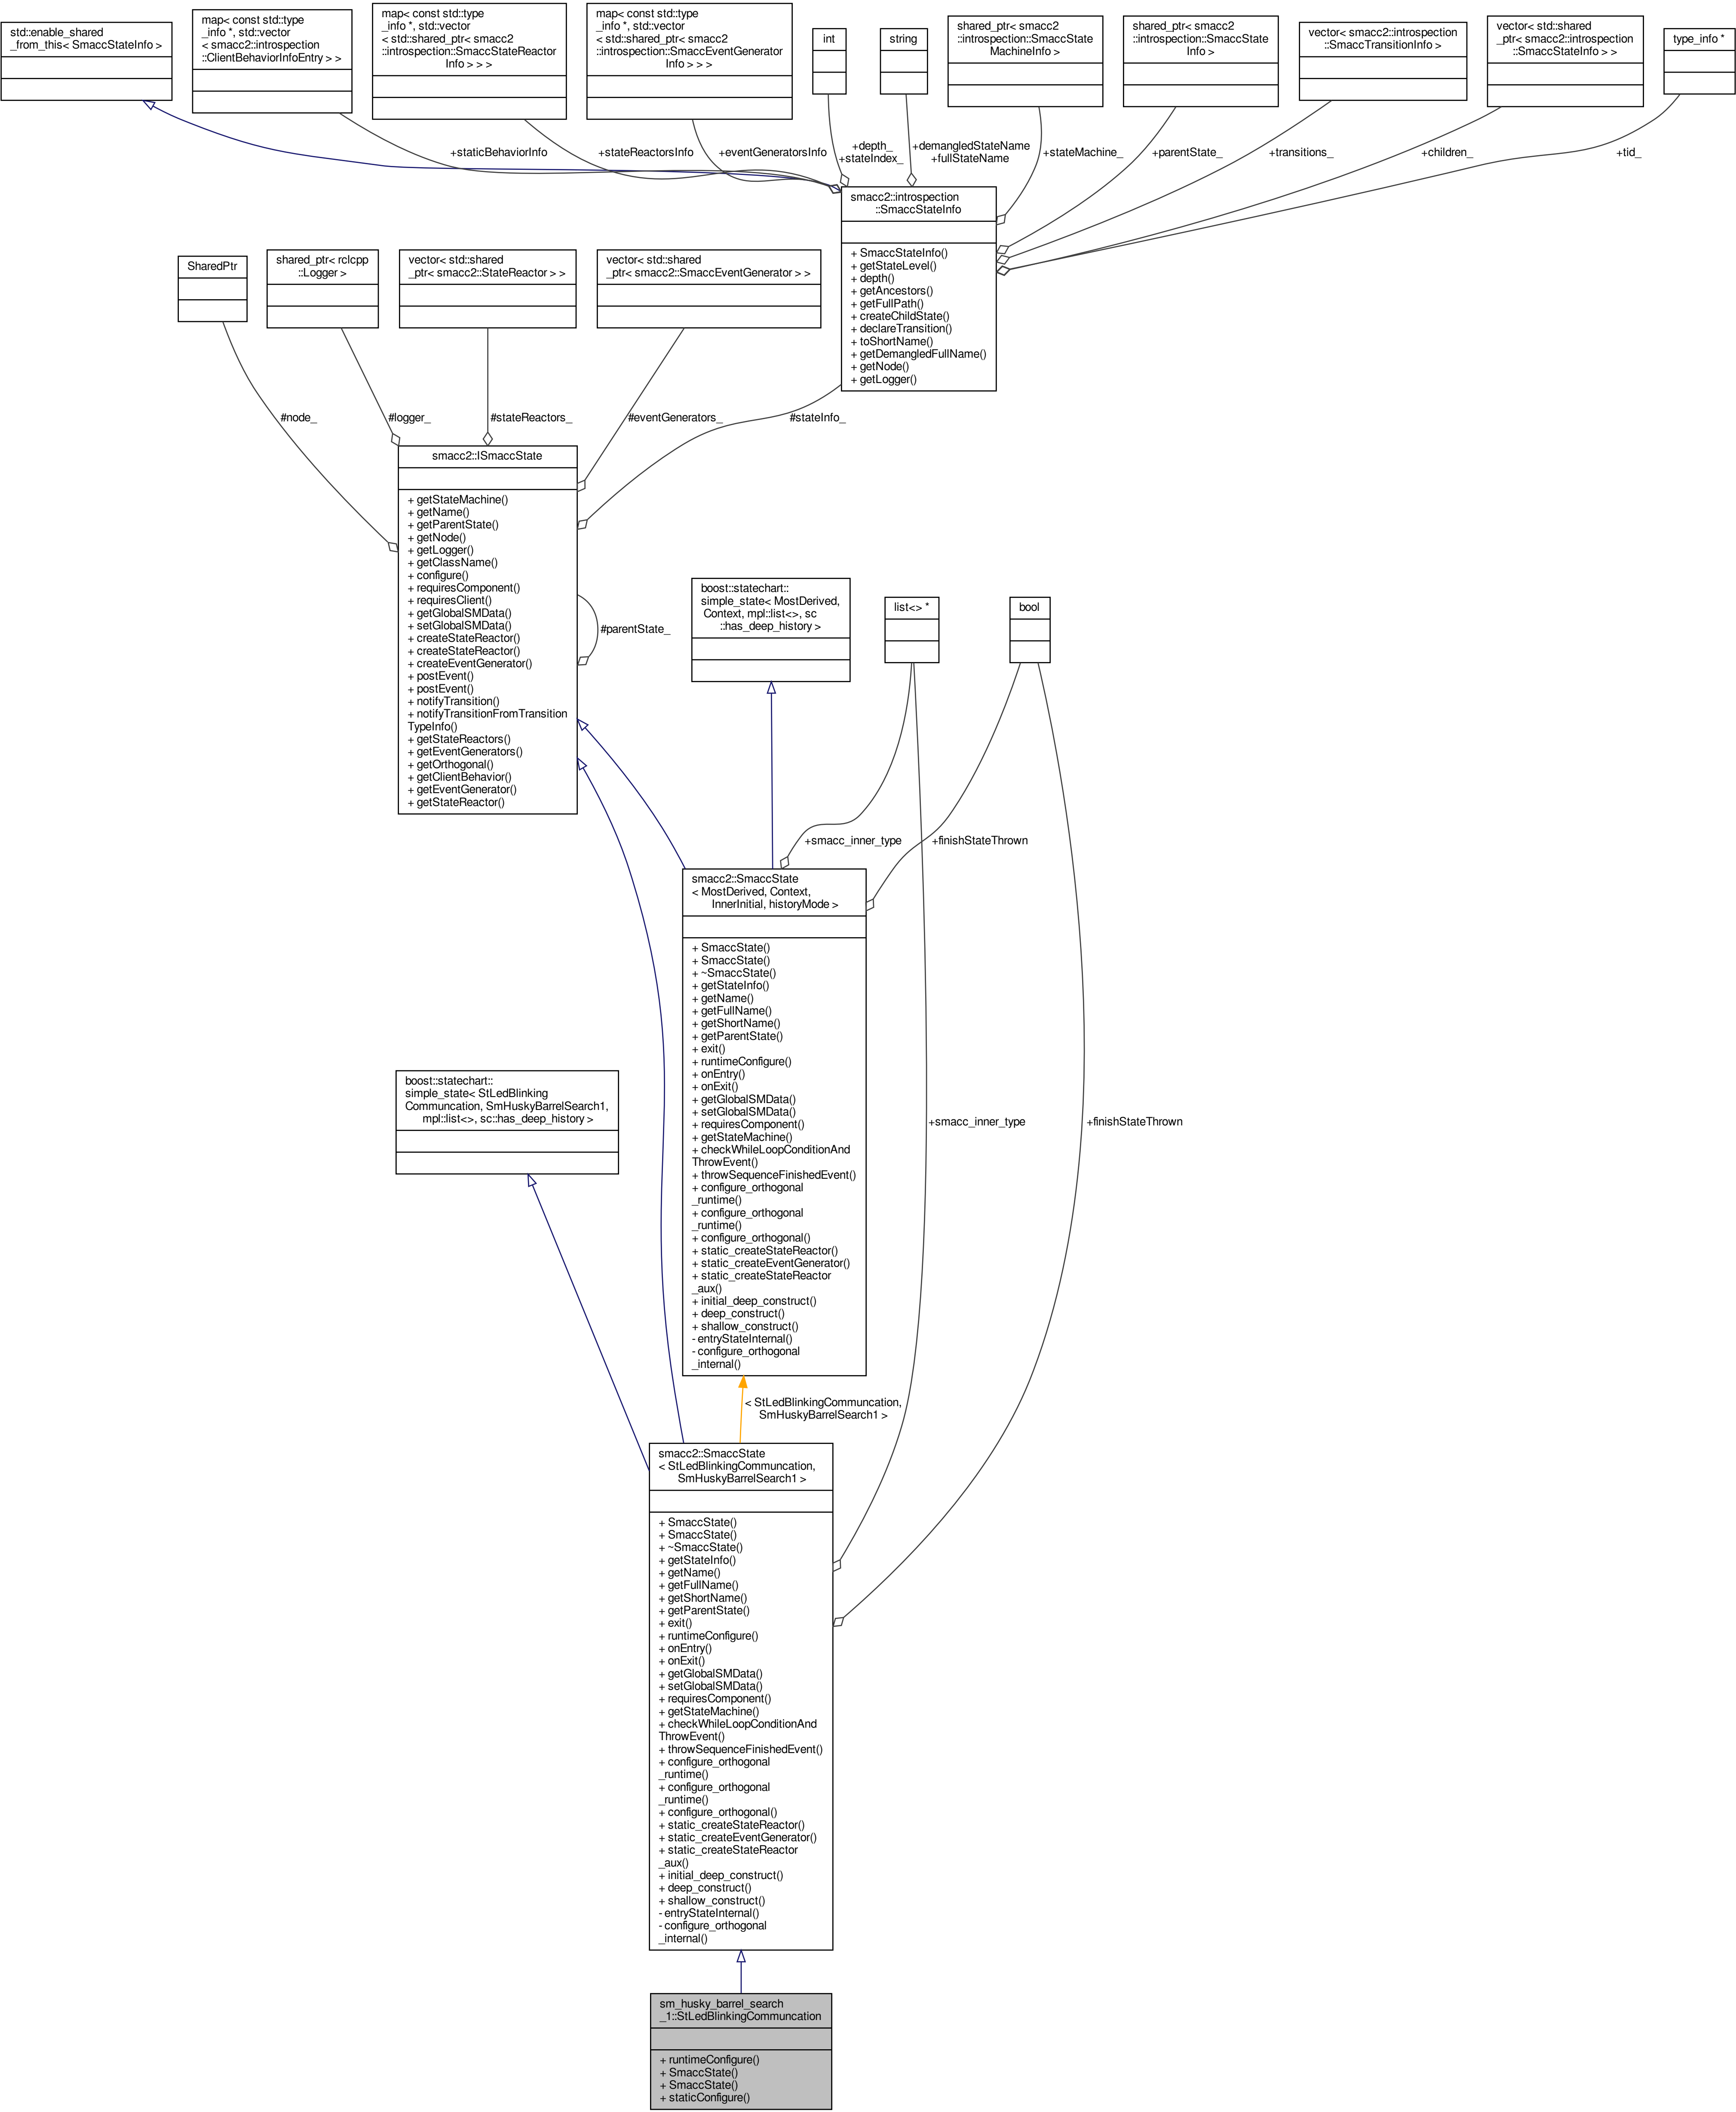 std::enable_shared
_from_this< SmaccStateInfo >
map< const std::type
_info *, std::vector
< smacc2::introspection
::ClientBehaviorInfoEntry > >
map< const std::type
_info *, std::vector
< std::shared_ptr< smacc2
::introspection::SmaccStateReactor
Info > > >
map< const std::type
_info *, std::vector
< std::shared_ptr< smacc2
::introspection::SmaccEventGenerator
Info > > >
int
string
shared_ptr< smacc2
::introspection::SmaccState
MachineInfo >
shared_ptr< smacc2
::introspection::SmaccState
Info >
vector< smacc2::introspection
::SmaccTransitionInfo >
vector< std::shared
_ptr< smacc2::introspection
::SmaccStateInfo > >
type_info *
+staticBehaviorInfo
+stateReactorsInfo
+eventGeneratorsInfo
+depth_
+stateIndex_
+demangledStateName
+fullStateName
+stateMachine_
+parentState_
+transitions_
+children_
+tid_
smacc2::introspection
::SmaccStateInfo
+ SmaccStateInfo()
+ getStateLevel()
+ depth()
+ getAncestors()
+ getFullPath()
+ createChildState()
+ declareTransition()
+ toShortName()
+ getDemangledFullName()
+ getNode()
+ getLogger()
SharedPtr
shared_ptr< rclcpp
::Logger >
vector< std::shared
_ptr< smacc2::StateReactor > >
vector< std::shared
_ptr< smacc2::SmaccEventGenerator > >
#node_
#logger_
#stateReactors_
#eventGenerators_
#stateInfo_
smacc2::ISmaccState
+ getStateMachine()
+ getName()
+ getParentState()
+ getNode()
+ getLogger()
+ getClassName()
+ configure()
+ requiresComponent()
+ requiresClient()
+ getGlobalSMData()
+ setGlobalSMData()
+ createStateReactor()
+ createStateReactor()
+ createEventGenerator()
+ postEvent()
+ postEvent()
+ notifyTransition()
+ notifyTransitionFromTransition
TypeInfo()
+ getStateReactors()
+ getEventGenerators()
+ getOrthogonal()
+ getClientBehavior()
+ getEventGenerator()
+ getStateReactor()
#parentState_
boost::statechart::
simple_state< MostDerived,
Context, mpl::list<>, sc
::has_deep_history >
list<> *
bool
+smacc_inner_type
+finishStateThrown
smacc2::SmaccState
< MostDerived, Context,
InnerInitial, historyMode >
+ SmaccState()
+ SmaccState()
+ ~SmaccState()
+ getStateInfo()
+ getName()
+ getFullName()
+ getShortName()
+ getParentState()
+ exit()
+ runtimeConfigure()
+ onEntry()
+ onExit()
+ getGlobalSMData()
+ setGlobalSMData()
+ requiresComponent()
+ getStateMachine()
+ checkWhileLoopConditionAnd
ThrowEvent()
+ throwSequenceFinishedEvent()
+ configure_orthogonal
_runtime()
+ configure_orthogonal
_runtime()
+ configure_orthogonal()
+ static_createStateReactor()
+ static_createEventGenerator()
+ static_createStateReactor
_aux()
+ initial_deep_construct()
+ deep_construct()
+ shallow_construct()
- entryStateInternal()
- configure_orthogonal
_internal()
boost::statechart::
simple_state< StLedBlinking
Communcation, SmHuskyBarrelSearch1,
mpl::list<>, sc::has_deep_history >
+smacc_inner_type
+finishStateThrown
< StLedBlinkingCommuncation,
SmHuskyBarrelSearch1 >
smacc2::SmaccState
< StLedBlinkingCommuncation,
SmHuskyBarrelSearch1 >
+ SmaccState()
+ SmaccState()
+ ~SmaccState()
+ getStateInfo()
+ getName()
+ getFullName()
+ getShortName()
+ getParentState()
+ exit()
+ runtimeConfigure()
+ onEntry()
+ onExit()
+ getGlobalSMData()
+ setGlobalSMData()
+ requiresComponent()
+ getStateMachine()
+ checkWhileLoopConditionAnd
ThrowEvent()
+ throwSequenceFinishedEvent()
+ configure_orthogonal
_runtime()
+ configure_orthogonal
_runtime()
+ configure_orthogonal()
+ static_createStateReactor()
+ static_createEventGenerator()
+ static_createStateReactor
_aux()
+ initial_deep_construct()
+ deep_construct()
+ shallow_construct()
- entryStateInternal()
- configure_orthogonal
_internal()
sm_husky_barrel_search
_1::StLedBlinkingCommuncation
+ runtimeConfigure()
+ SmaccState()
+ SmaccState()
+ staticConfigure()